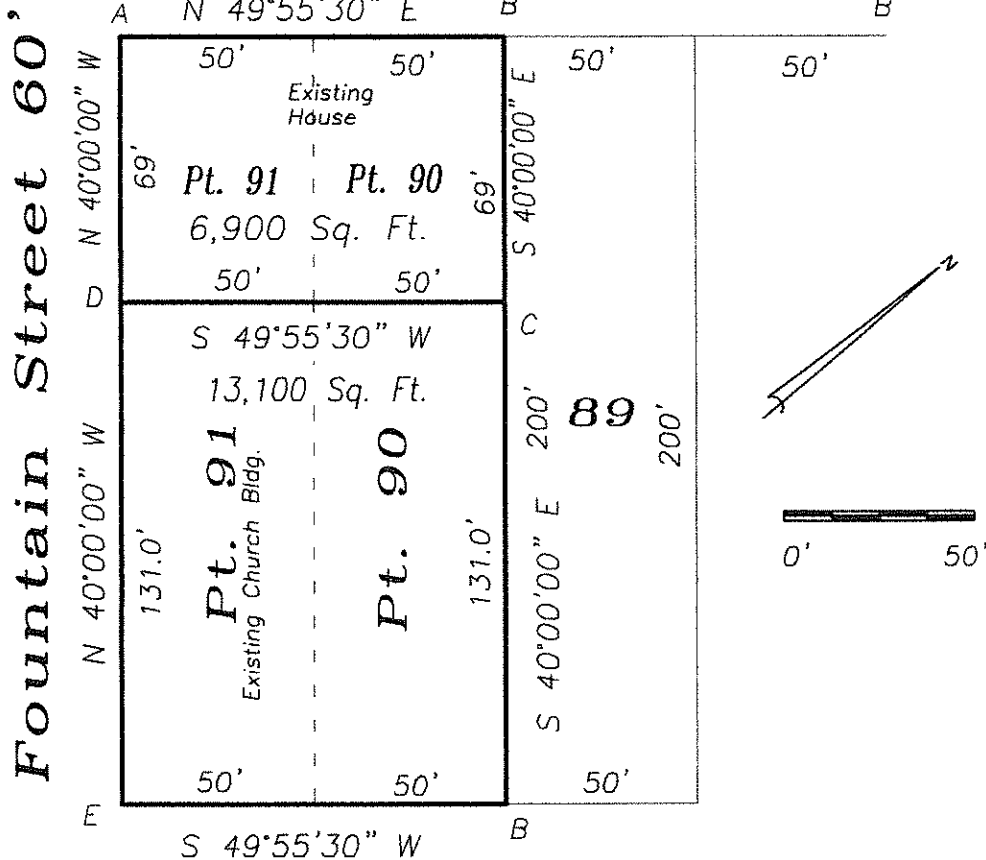 A N 49°55'30" E B B
50' 50' 50' 50'
Existing
House
Fountain Street 60'
N 40°00'00" W
69'
Pt. 91 Pt. 90
69'
S 40°00'00" E
6,900 Sq. Ft.
50' 50'
D
S 49°55'30" W
C
N
13,100 Sq. Ft.
200' 89 200'
N 40°00'00" W
131.0'
Pt. 91
Existing Church Bldg.
Pt. 90
131.0'
S 40°00'00" E
0' 50'
50' 50' 50'
E
B
S 49°55'30" W